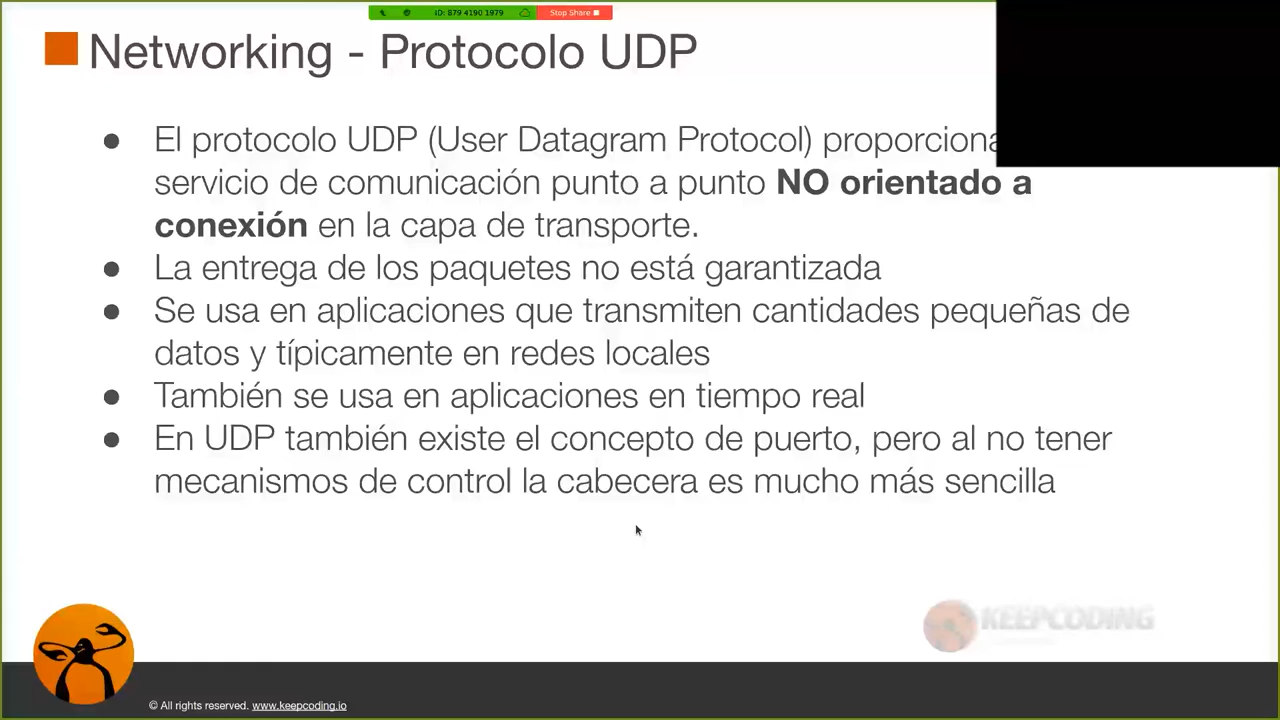 ID: 879 4190 1979
Stop Share
Networking - Protocolo UDP
El protocolo UDP (User Datagram Protocol) proporciona
servicio de comunicación punto a punto NO orientado a
conexión en la capa de transporte.
La entrega de los paquetes no está garantizada
Se usa en aplicaciones que transmiten cantidades pequeñas de
datos y típicamente en redes locales
También se usa en aplicaciones en tiempo real
En UDP también existe el concepto de puerto, pero al no tener
mecanismos de control la cabecera es mucho más sencilla
KEEPCODING
© All rights reserved. www.keepcoding.io